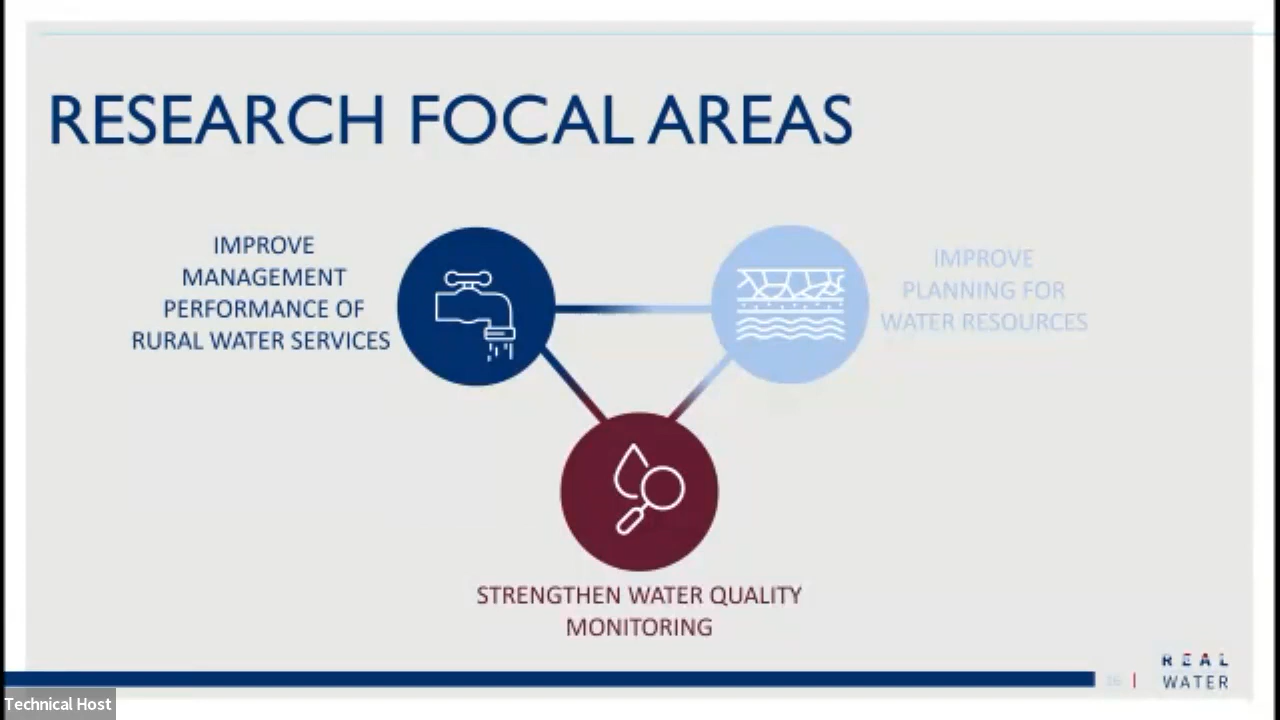 RESEARCH FOCAL AREAS
IMPROVE
MANAGEMENT
PERFORMANCE OF
RURAL WATER SERVICES
IMPROVE
PLANNING FOR
WATER RESOURCES
STRENGTHEN WATER QUALITY
MONITORING
16 |
REAL
WATER
Technical Host